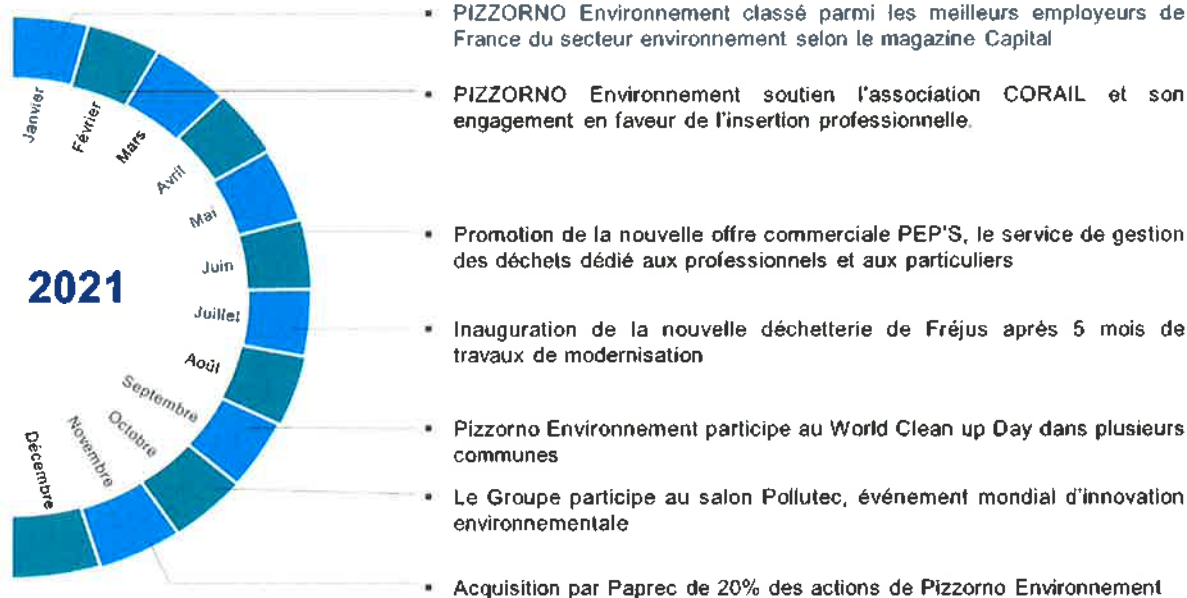 PIZZORNO Environnement classé parmi les meilleurs employeurs de
France du secteur environnement selon le magazine Capital
PIZZORNO Environnement soutien l'association CORAIL et son
engagement en faveur de l'insertion professionnelle.
Janvier
Février
Mars
Avril
Mai
Juin
Juillet
Août
Septembre
Octobre
Novembre
Décembre
2021
Promotion de la nouvelle offre commerciale PEP'S, le service de gestion
des déchets dédié aux professionnels et aux particuliers
Inauguration de la nouvelle déchetterie de Fréjus après 5 mois de
travaux de modernisation
Pizzorno Environnement participe au World Clean up Day dans plusieurs
communes
Le Groupe participe au salon Pollutec, événement mondial d'innovation
environnementale
Acquisition par Paprec de 20% des actions de Pizzorno Environnement